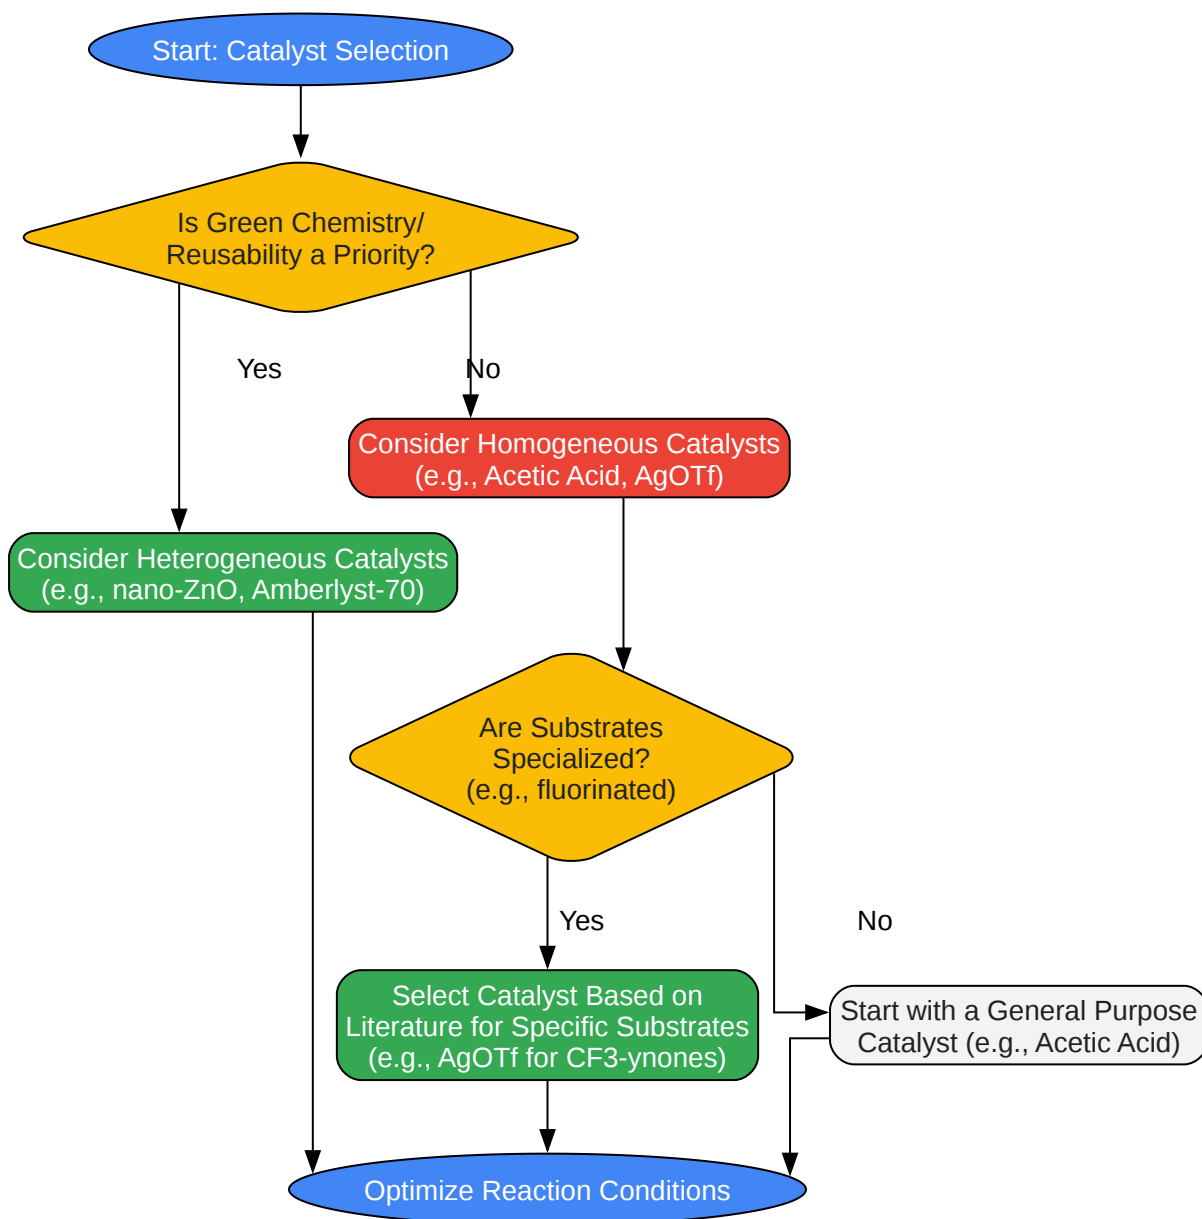 Start: Catalyst Selection
Is Green Chemistry/
Reusability a Priority?
Yes
No
Consider Homogeneous Catalysts
(e.g., Acetic Acid, AgOTf)
Consider Heterogeneous Catalysts
(e.g., nano-ZnO, Amberlyst-70)
Are Substrates
Specialized?
(e.g., fluorinated)
Yes
No
Select Catalyst Based on
Literature for Specific Substrates
(e.g., AgOTf for CF3-ynones)
Start with a General Purpose
Catalyst (e.g., Acetic Acid)
Optimize Reaction Conditions